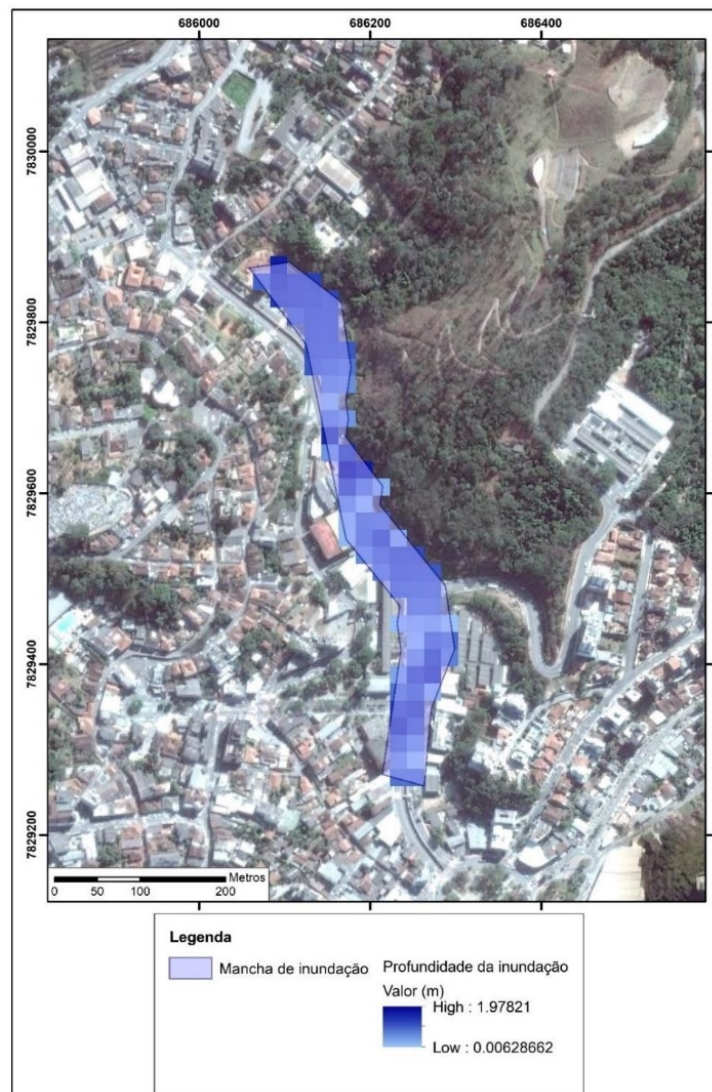 686000 686200 686400
7830000
7829800
7829600
7829400
7829200
Metros
0 50 100 200
Legenda
Mancha de inundação
Profundidade da inundação
Valor (m)
High : 1.97821
Low : 0.00628662